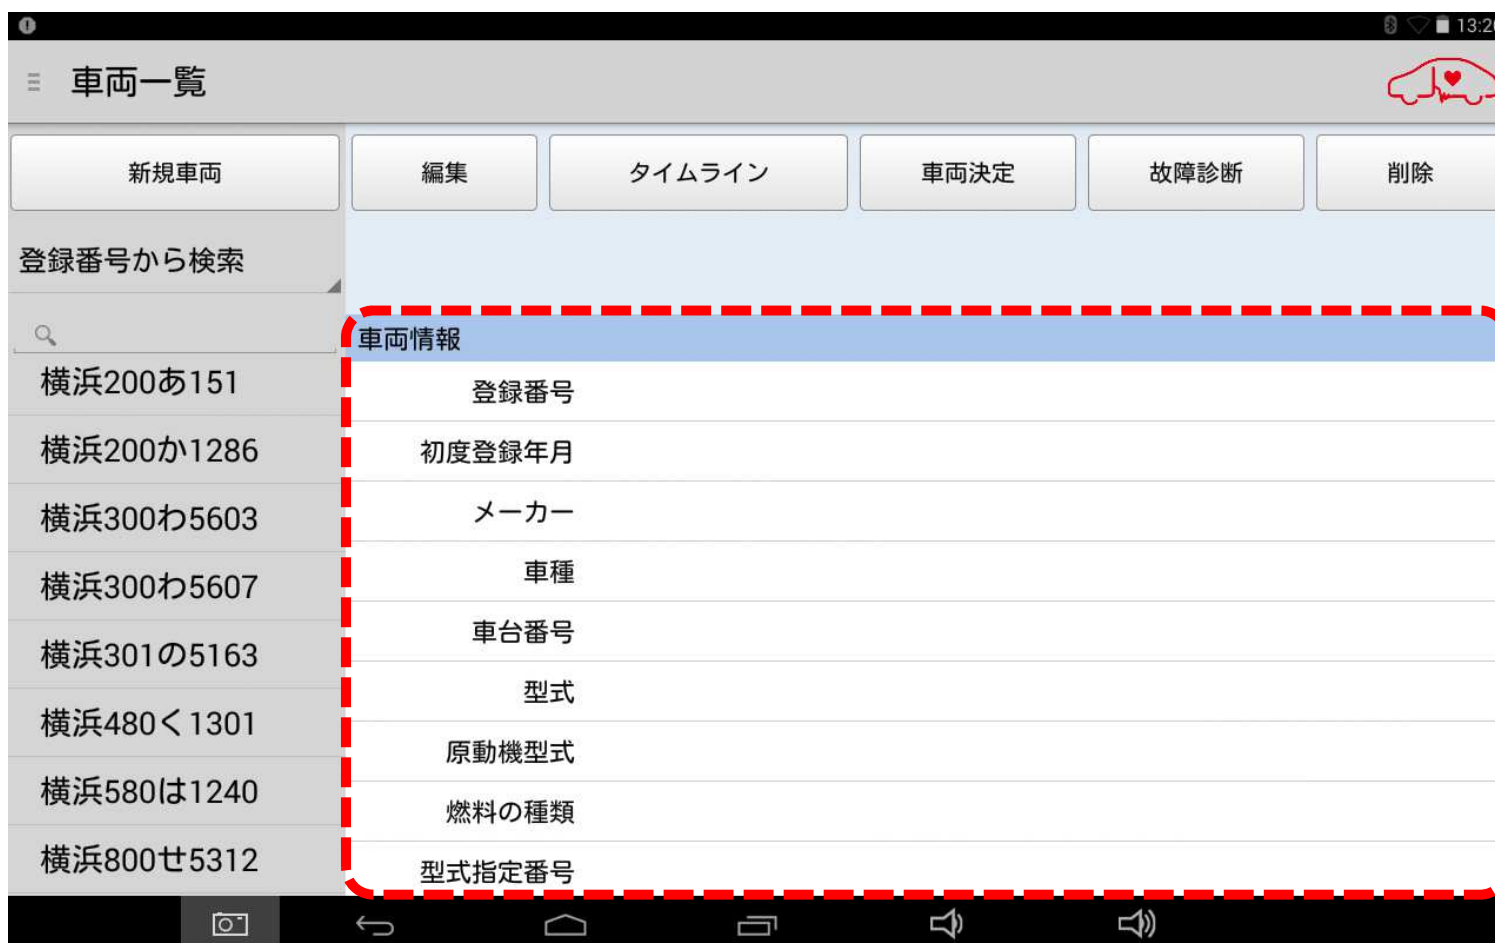 13:20
車両一覧
新規車両
編集
タイムライン
車両決定
故障診断
削除
登録番号から検索
横浜200あ151
横浜200か1286
横浜300わ5603
横浜300わ5607
横浜301の5163
横浜480く1301
横浜580は1240
横浜800せ5312
車両情報
登録番号
初度登録年月
メーカー
車種
車台番号
型式
原動機型式
燃料の種類
型式指定番号